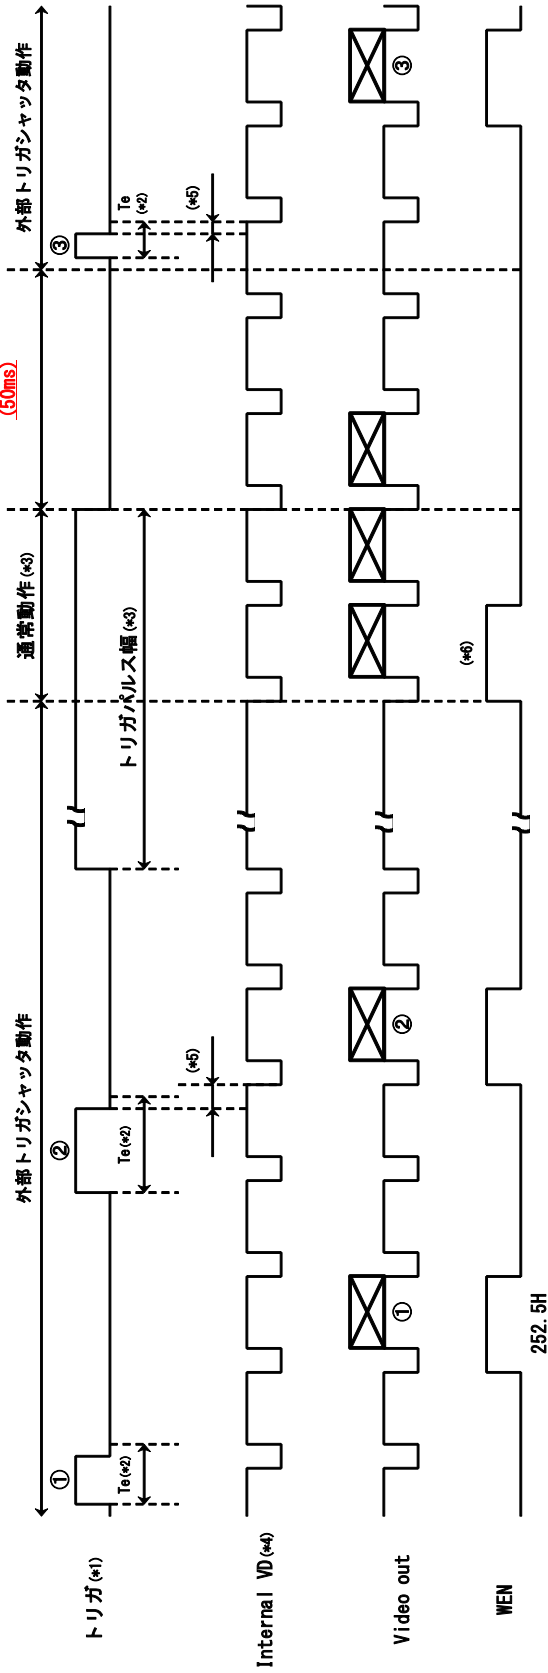 外部トリガシャッタ動作
通常動作(*3)
(50ms)
外部トリガシャッタ動作
トリガ(*1)
①
②
③
Te(*2)
Te(*2)
トリガパルス幅(*3)
Te
(*2)
(*5)
(*5)
Internal VD(*4)
Video out
①
②
③
WEN
252.5H
(*6)